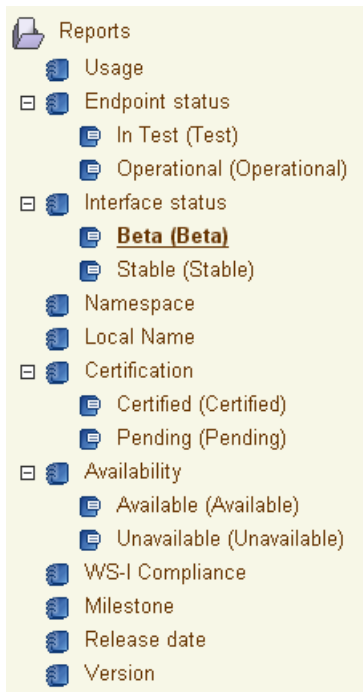 Reports
Usage
Endpoint status
In Test (Test)
Operational (Operational)
Interface status
Beta (Beta)
Stable (Stable)
Namespace
Local Name
Certification
Certified (Certified)
Pending (Pending)
Availability
Available (Available)
Unavailable (Unavailable)
WS-I Compliance
Milestone
Release date
Version